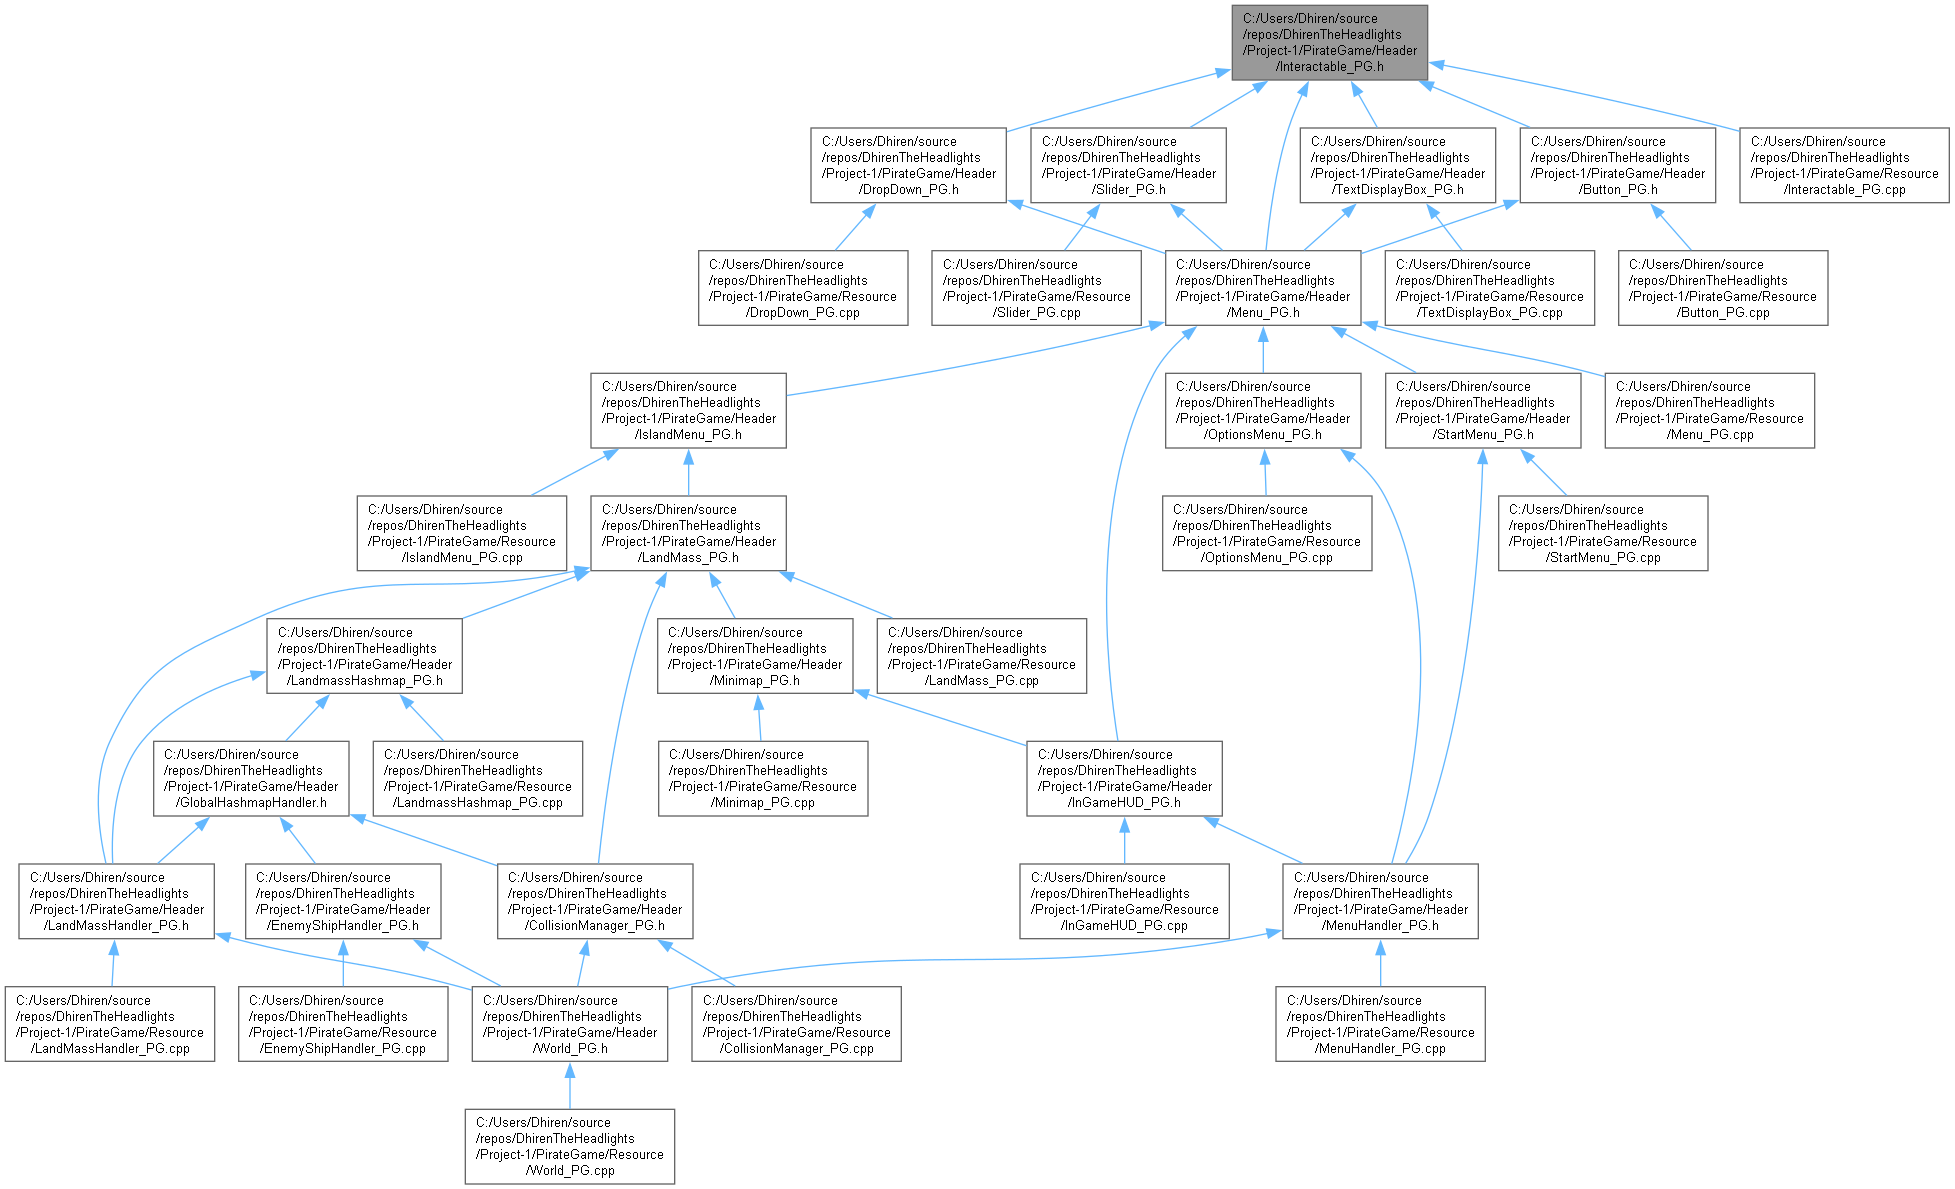 C:/Users/Dhiren/source
/repos/DhirenTheHeadlights
/Project-1/PirateGame/Header
/Interactable_PG.h
C:/Users/Dhiren/source
/repos/DhirenTheHeadlights
/Project-1/PirateGame/Header
/DropDown_PG.h
C:/Users/Dhiren/source
/repos/DhirenTheHeadlights
/Project-1/PirateGame/Header
/Slider_PG.h
C:/Users/Dhiren/source
/repos/DhirenTheHeadlights
/Project-1/PirateGame/Header
/TextDisplayBox_PG.h
C:/Users/Dhiren/source
/repos/DhirenTheHeadlights
/Project-1/PirateGame/Header
/Button_PG.h
C:/Users/Dhiren/source
/repos/DhirenTheHeadlights
/Project-1/PirateGame/Resource
/Interactable_PG.cpp
C:/Users/Dhiren/source
/repos/DhirenTheHeadlights
/Project-1/PirateGame/Resource
/DropDown_PG.cpp
C:/Users/Dhiren/source
/repos/DhirenTheHeadlights
/Project-1/PirateGame/Resource
/Slider_PG.cpp
C:/Users/Dhiren/source
/repos/DhirenTheHeadlights
/Project-1/PirateGame/Header
/Menu_PG.h
C:/Users/Dhiren/source
/repos/DhirenTheHeadlights
/Project-1/PirateGame/Resource
/TextDisplayBox_PG.cpp
C:/Users/Dhiren/source
/repos/DhirenTheHeadlights
/Project-1/PirateGame/Resource
/Button_PG.cpp
C:/Users/Dhiren/source
/repos/DhirenTheHeadlights
/Project-1/PirateGame/Header
/IslandMenu_PG.h
C:/Users/Dhiren/source
/repos/DhirenTheHeadlights
/Project-1/PirateGame/Header
/OptionsMenu_PG.h
C:/Users/Dhiren/source
/repos/DhirenTheHeadlights
/Project-1/PirateGame/Header
/StartMenu_PG.h
C:/Users/Dhiren/source
/repos/DhirenTheHeadlights
/Project-1/PirateGame/Resource
/Menu_PG.cpp
C:/Users/Dhiren/source
/repos/DhirenTheHeadlights
/Project-1/PirateGame/Resource
/IslandMenu_PG.cpp
C:/Users/Dhiren/source
/repos/DhirenTheHeadlights
/Project-1/PirateGame/Header
/LandMass_PG.h
C:/Users/Dhiren/source
/repos/DhirenTheHeadlights
/Project-1/PirateGame/Resource
/OptionsMenu_PG.cpp
C:/Users/Dhiren/source
/repos/DhirenTheHeadlights
/Project-1/PirateGame/Resource
/StartMenu_PG.cpp
C:/Users/Dhiren/source
/repos/DhirenTheHeadlights
/Project-1/PirateGame/Header
/LandmassHashmap_PG.h
C:/Users/Dhiren/source
/repos/DhirenTheHeadlights
/Project-1/PirateGame/Header
/Minimap_PG.h
C:/Users/Dhiren/source
/repos/DhirenTheHeadlights
/Project-1/PirateGame/Resource
/LandMass_PG.cpp
C:/Users/Dhiren/source
/repos/DhirenTheHeadlights
/Project-1/PirateGame/Header
/GlobalHashmapHandler.h
C:/Users/Dhiren/source
/repos/DhirenTheHeadlights
/Project-1/PirateGame/Resource
/LandmassHashmap_PG.cpp
C:/Users/Dhiren/source
/repos/DhirenTheHeadlights
/Project-1/PirateGame/Resource
/Minimap_PG.cpp
C:/Users/Dhiren/source
/repos/DhirenTheHeadlights
/Project-1/PirateGame/Header
/InGameHUD_PG.h
C:/Users/Dhiren/source
/repos/DhirenTheHeadlights
/Project-1/PirateGame/Header
/LandMassHandler_PG.h
C:/Users/Dhiren/source
/repos/DhirenTheHeadlights
/Project-1/PirateGame/Header
/EnemyShipHandler_PG.h
C:/Users/Dhiren/source
/repos/DhirenTheHeadlights
/Project-1/PirateGame/Header
/CollisionManager_PG.h
C:/Users/Dhiren/source
/repos/DhirenTheHeadlights
/Project-1/PirateGame/Resource
/InGameHUD_PG.cpp
C:/Users/Dhiren/source
/repos/DhirenTheHeadlights
/Project-1/PirateGame/Header
/MenuHandler_PG.h
C:/Users/Dhiren/source
/repos/DhirenTheHeadlights
/Project-1/PirateGame/Resource
/LandMassHandler_PG.cpp
C:/Users/Dhiren/source
/repos/DhirenTheHeadlights
/Project-1/PirateGame/Resource
/EnemyShipHandler_PG.cpp
C:/Users/Dhiren/source
/repos/DhirenTheHeadlights
/Project-1/PirateGame/Header
/World_PG.h
C:/Users/Dhiren/source
/repos/DhirenTheHeadlights
/Project-1/PirateGame/Resource
/CollisionManager_PG.cpp
C:/Users/Dhiren/source
/repos/DhirenTheHeadlights
/Project-1/PirateGame/Resource
/MenuHandler_PG.cpp
C:/Users/Dhiren/source
/repos/DhirenTheHeadlights
/Project-1/PirateGame/Resource
/World_PG.cpp